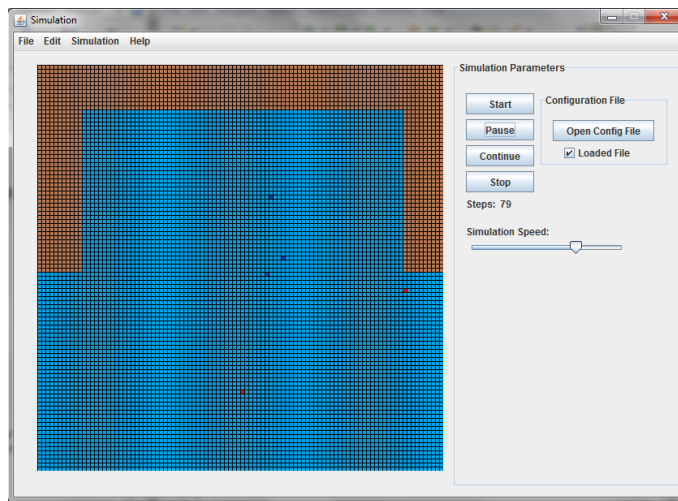 Simulation
File Edit Simulation Help
Simulation Parameters
Start
Configuration File
Pause
Open Config File
Continue
Loaded File
Stop
Steps: 79
Simulation Speed: